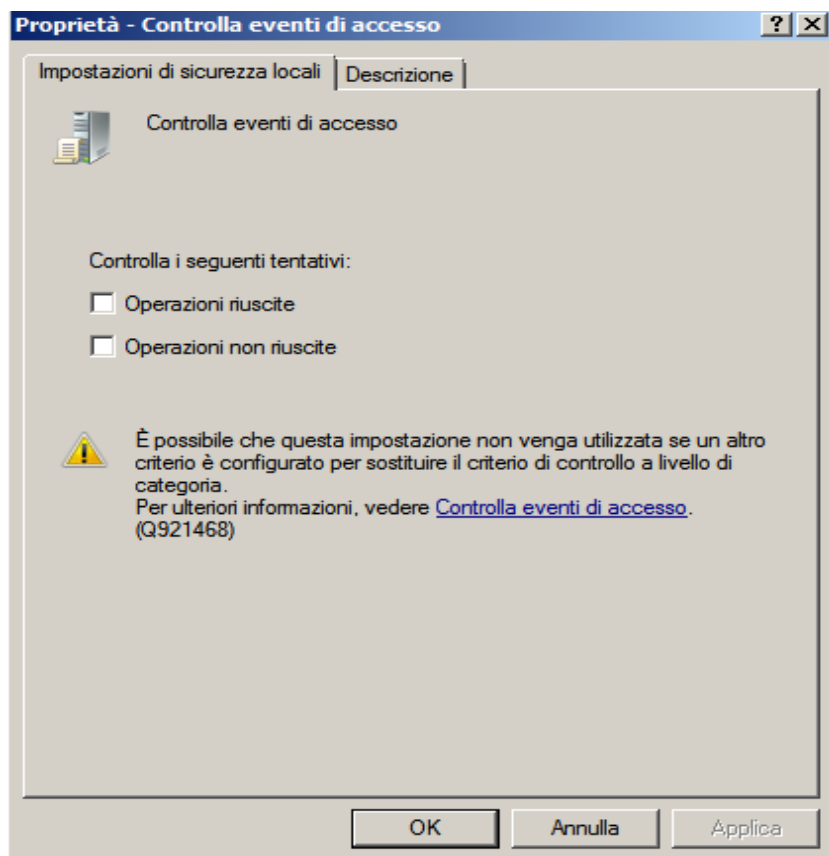 Proprietà - Controlla eventi di accesso
Impostazioni di sicurezza locali
Descrizione
Controlla eventi di accesso
Controlla i seguenti tentativi:
Operazioni riuscite
Operazioni non riuscite
È possibile che questa impostazione non venga utilizzata se un altro
criterio è configurato per sostituire il criterio di controllo a livello di
categoria.
Per ulteriori informazioni, vedere Controlla eventi di accesso.
(Q921468)
OK
Annulla
Applica